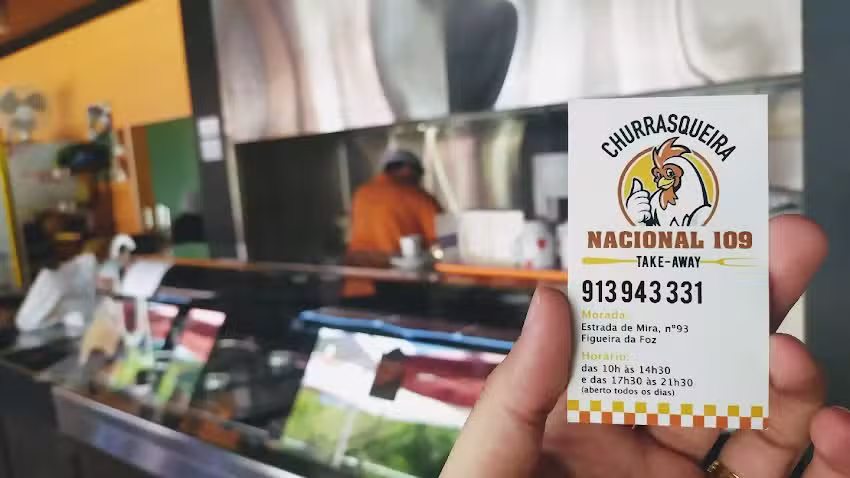 CHURRASQUEIRA
NACIONAL 109
TAKE-AWAY
913 943 331
Morada:
Estrada de Mira, nº93
Figueira da Foz
Horário:
das 10h às 14h30
e das 17h30 às 21h30
(aberto todos os dias)